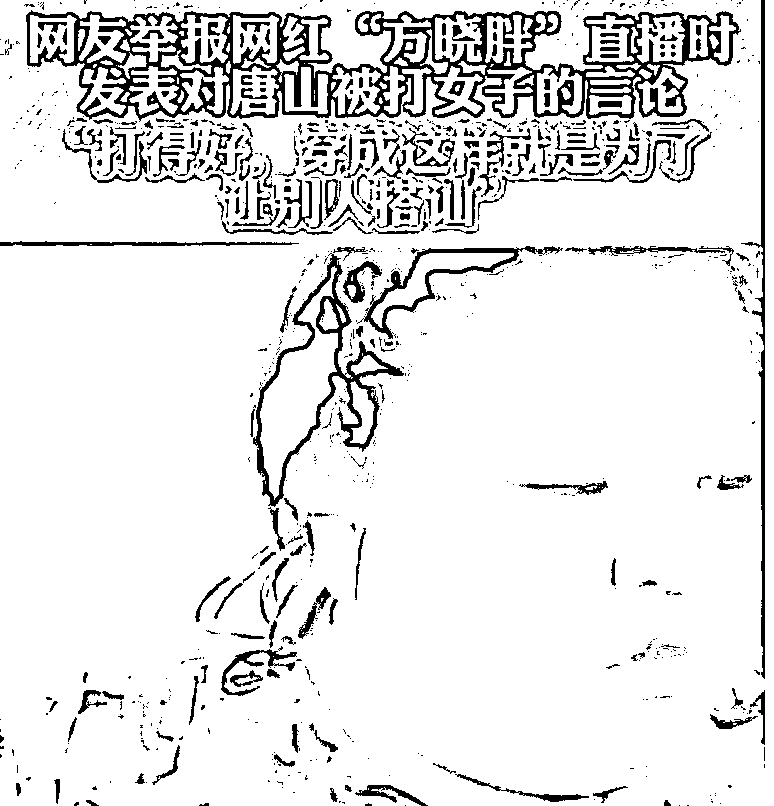 网友举报网红“方晓胖”直播时
发表对唐山被打女子的言论
“打得好，穿成这样就是为了
让别人搭讪”